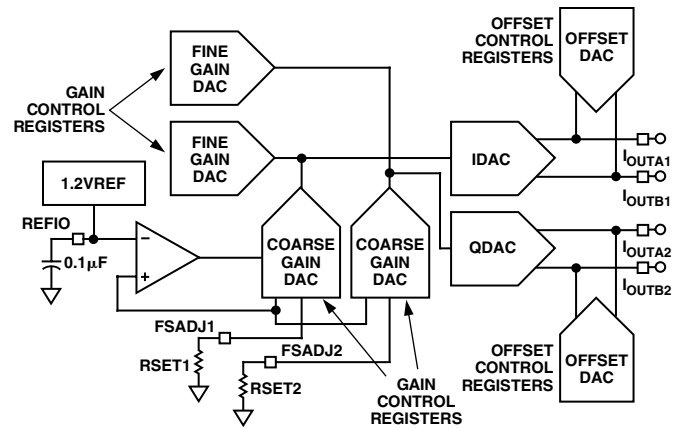 OFFSET
CONTROL
REGISTERS
OFFSET
DAC
FINE
GAIN
DAC
GAIN
CONTROL
REGISTERS
FINE
GAIN
DAC
IDAC
IOUTA1
IOUTB1
1.2VREF
REFIO
0.1µF
−
+
COARSE
GAIN
DAC
COARSE
GAIN
DAC
QDAC
IOUTA2
IOUTB2
FSADJ1
RSET1
FSADJ2
RSET2
GAIN
CONTROL
REGISTERS
OFFSET
CONTROL
REGISTERS
OFFSET
DAC